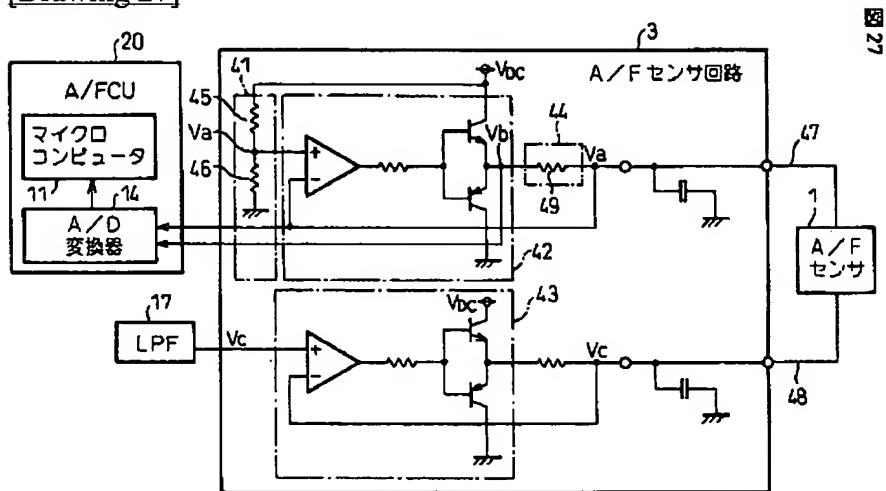 [Drawing 27]
図27
20
A/FCU
マイクロ
コンピュータ
11
14
A/D
変換器
17
LPF
Vc
3
A/Fセンサ回路
41
45
Va
46
VDC
Vb
44
49
Va
42
47
1
A/F
センサ
43
VDC
Vc
48
+
−
+
−